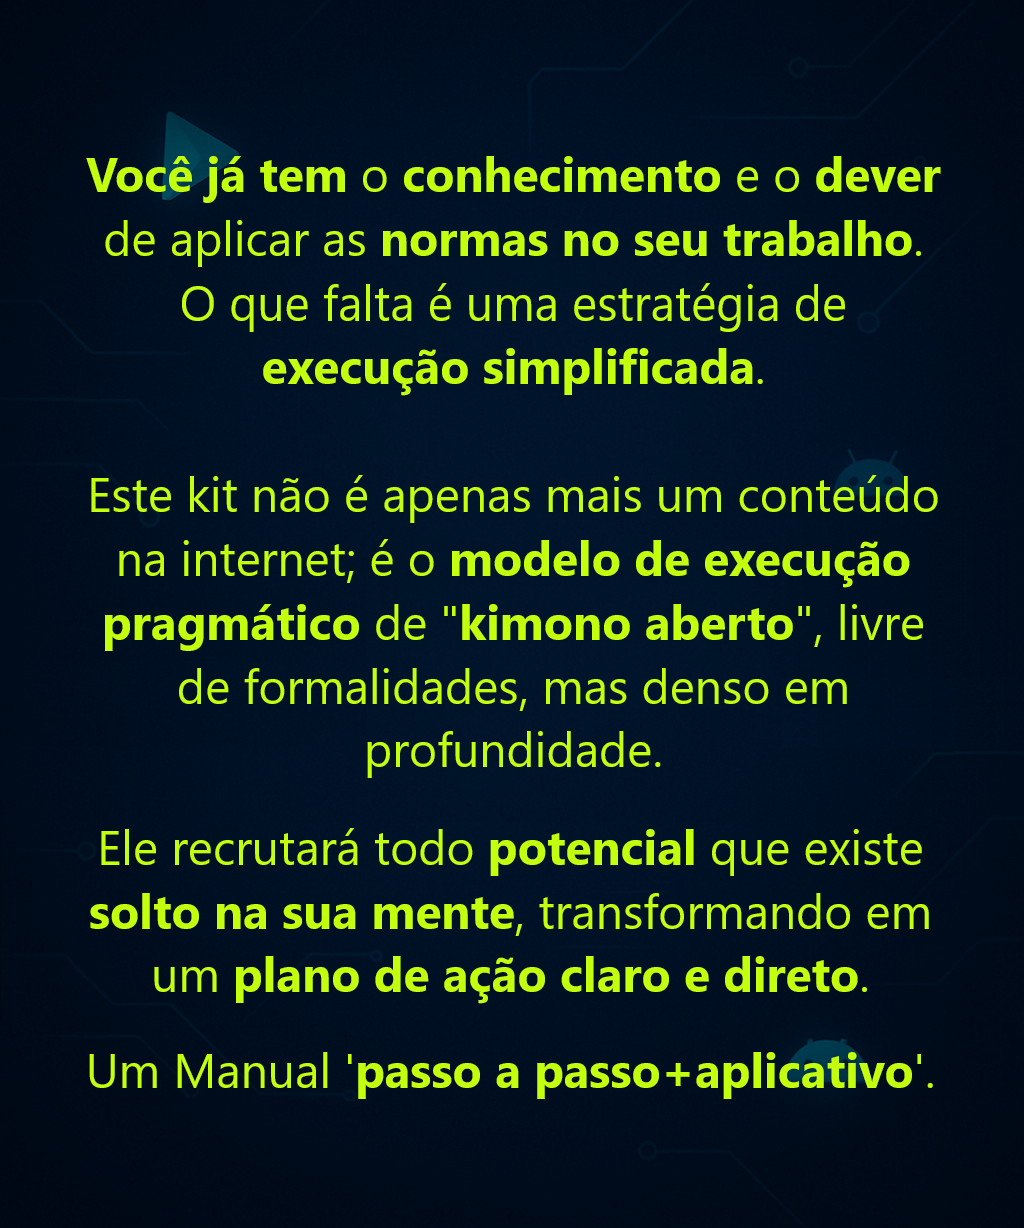 Você já tem o conhecimento e o dever
de aplicar as normas no seu trabalho.
O que falta é uma estratégia de
execução simplificada.
Este kit não é apenas mais um conteúdo
na internet; é o modelo de execução
pragmático de "kimono aberto", livre
de formalidades, mas denso em
profundidade.
Ele recrutará todo potencial que existe
solto na sua mente, transformando em
um plano de ação claro e direto.
Um Manual 'passo a passo+aplicativo'.